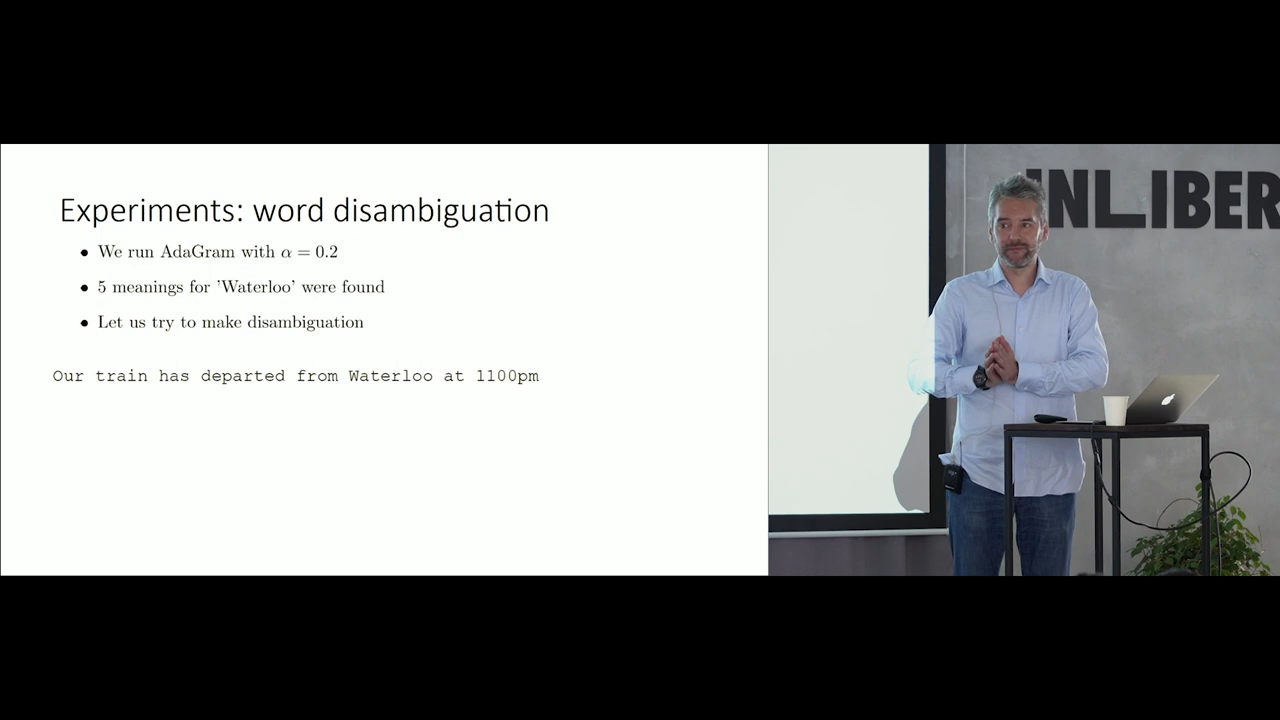 Experiments: word disambiguation
• We run AdaGram with α = 0.2
• 5 meanings for 'Waterloo' were found
• Let us try to make disambiguation
Our train has departed from Waterloo at 1100pm
INLIBER